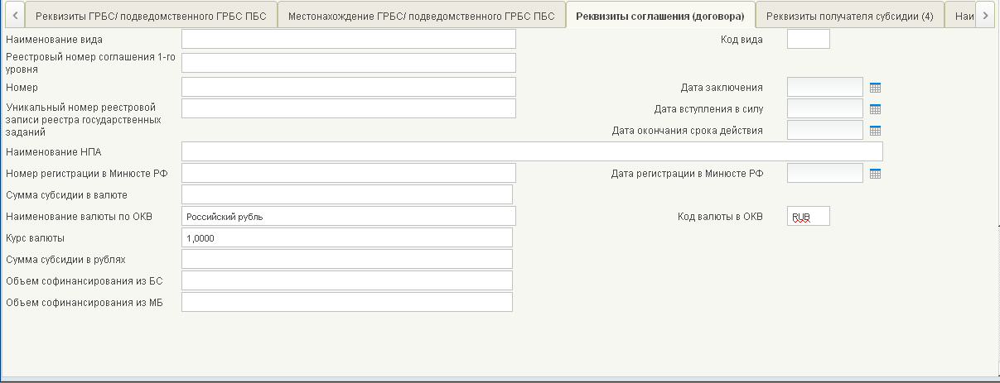 Реквизиты ГРБС/ подведомственного ГРБС ПБС
Местонахождение ГРБС/ подведомственного ГРБС ПБС
Реквизиты соглашения (договора)
Реквизиты получателя субсидии (4)
Наи
Наименование вида
Код вида
Реестровый номер соглашения 1-го
уровня
Номер
Дата заключения
Уникальный номер реестровой
записи реестра государственных
заданий
Дата вступления в силу
Дата окончания срока действия
Наименование НПА
Номер регистрации в Минюсте РФ
Дата регистрации в Минюсте РФ
Сумма субсидии в валюте
Наименование валюты по ОКВ
Российский рубль
Код валюты в ОКВ
RUB
Курс валюты
1,0000
Сумма субсидии в рублях
Объем софинансирования из БС
Объем софинансирования из МБ